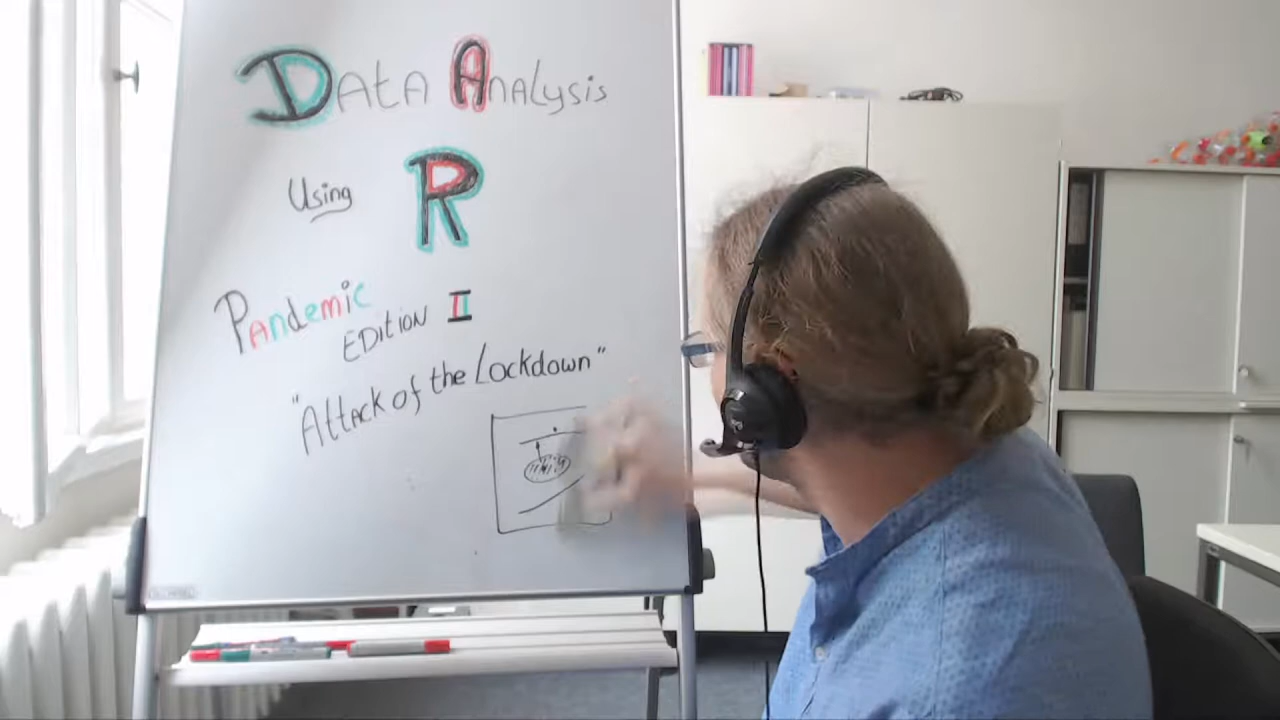 DAtA AnAlysis
Using R
PAndemic
EDITION II
"Attack of the Lockdown"